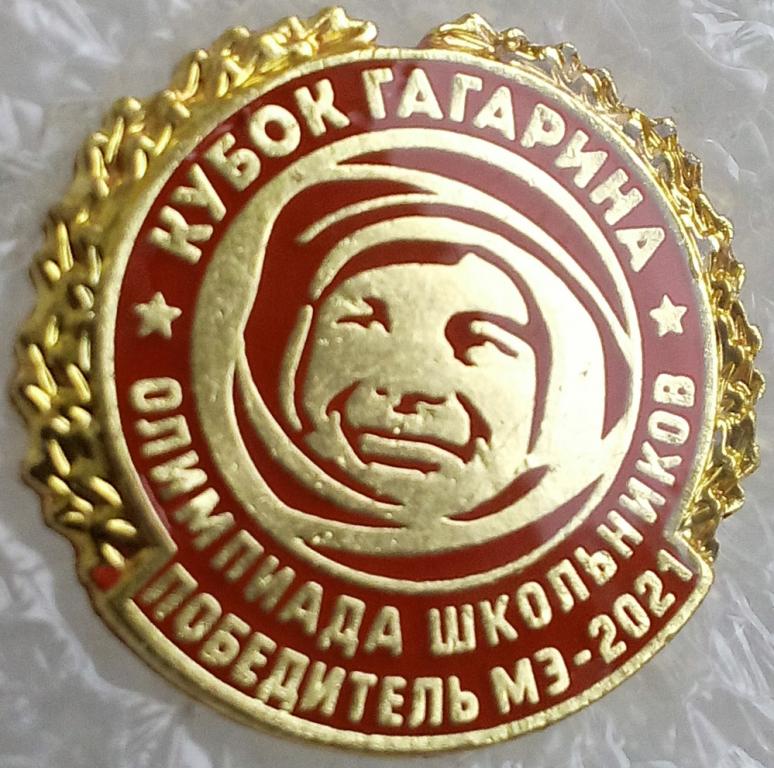 КУБОК ГАГАРИНА
ОЛИМПИАДА ШКОЛЬНИКОВ
ПОБЕДИТЕЛЬ МЭ-2021